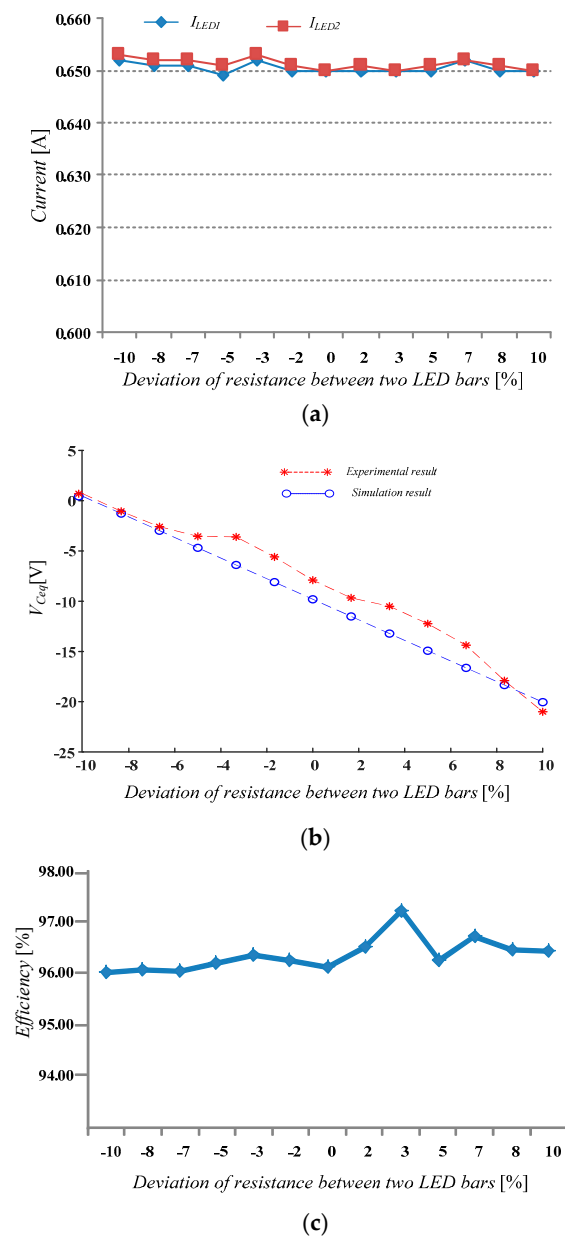 0.660
I_LED1
I_LED2
0.650
0.640
0.630
0.620
0.610
0.600
Current [A]
-10 -8 -7 -5 -3 -2 0 2 3 5 7 8 10
Deviation of resistance between two LED bars [%]
(a)
5
0
-5
-10
-15
-20
-25
V_Ceq[V]
Experimental result
Simulation result
-10 -8 -6 -4 -2 0 2 4 6 8 10
Deviation of resistance between two LED bars [%]
(b)
98.00
97.00
96.00
95.00
94.00
Efficiency [%]
-10 -8 -7 -5 -3 -2 0 2 3 5 7 8 10
Deviation of resistance between two LED bars [%]
(c)